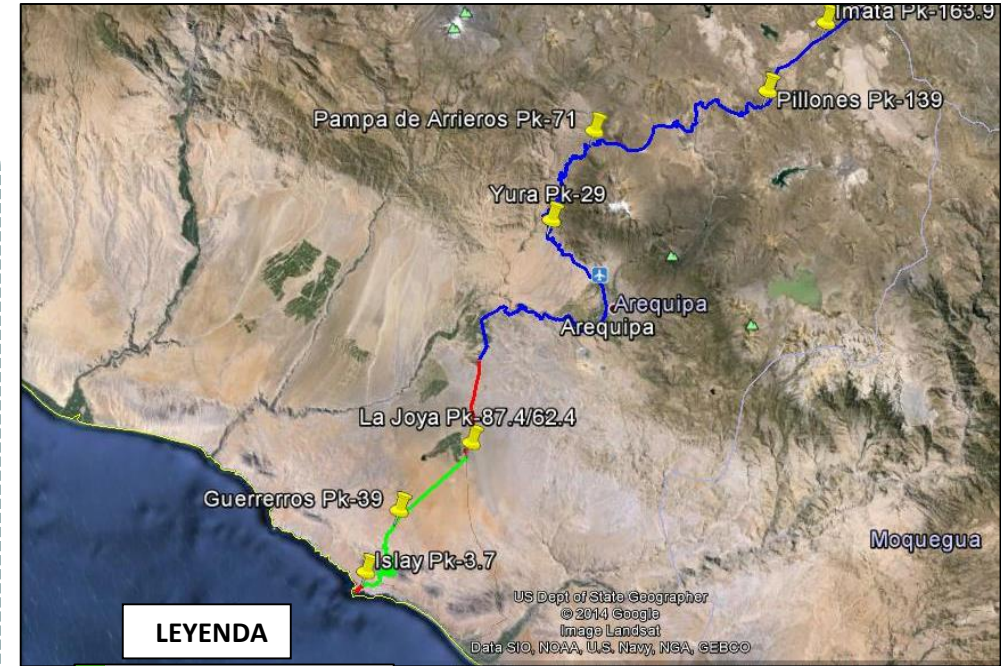 Imata Pk-163.9
Pillones Pk-139
Pampa de Arrieros Pk-71
Yura Pk-29
Arequipa
Arequipa
La Joya Pk-87.4/62.4
Guerrerros Pk-39
Islay Pk-3.7
Moquegua
US Dept of State Geographer
© 2014 Google
Image Landsat
Data SIO, NOAA, U.S. Navy, NGA, GEBCO
LEYENDA